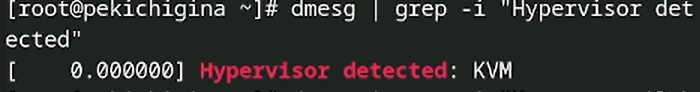 [root@pekichigina ~]# dmesg | grep -i "Hypervisor det
ected"
[    0.000000] Hypervisor detected: KVM